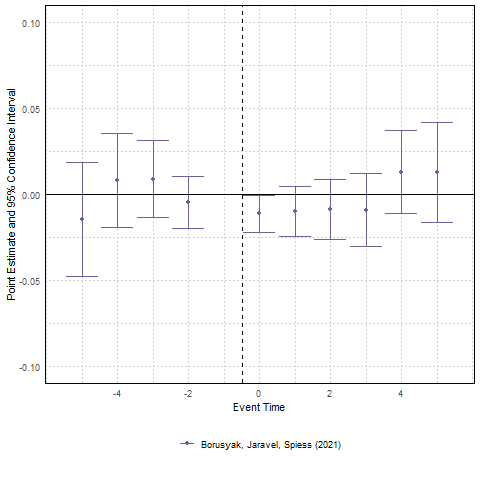 0.10
0.05
0.00
-0.05
-0.10
Point Estimate and 95% Confidence Interval
-4 -2 0 2 4
Event Time
Borusyak, Jaravel, Spiess (2021)